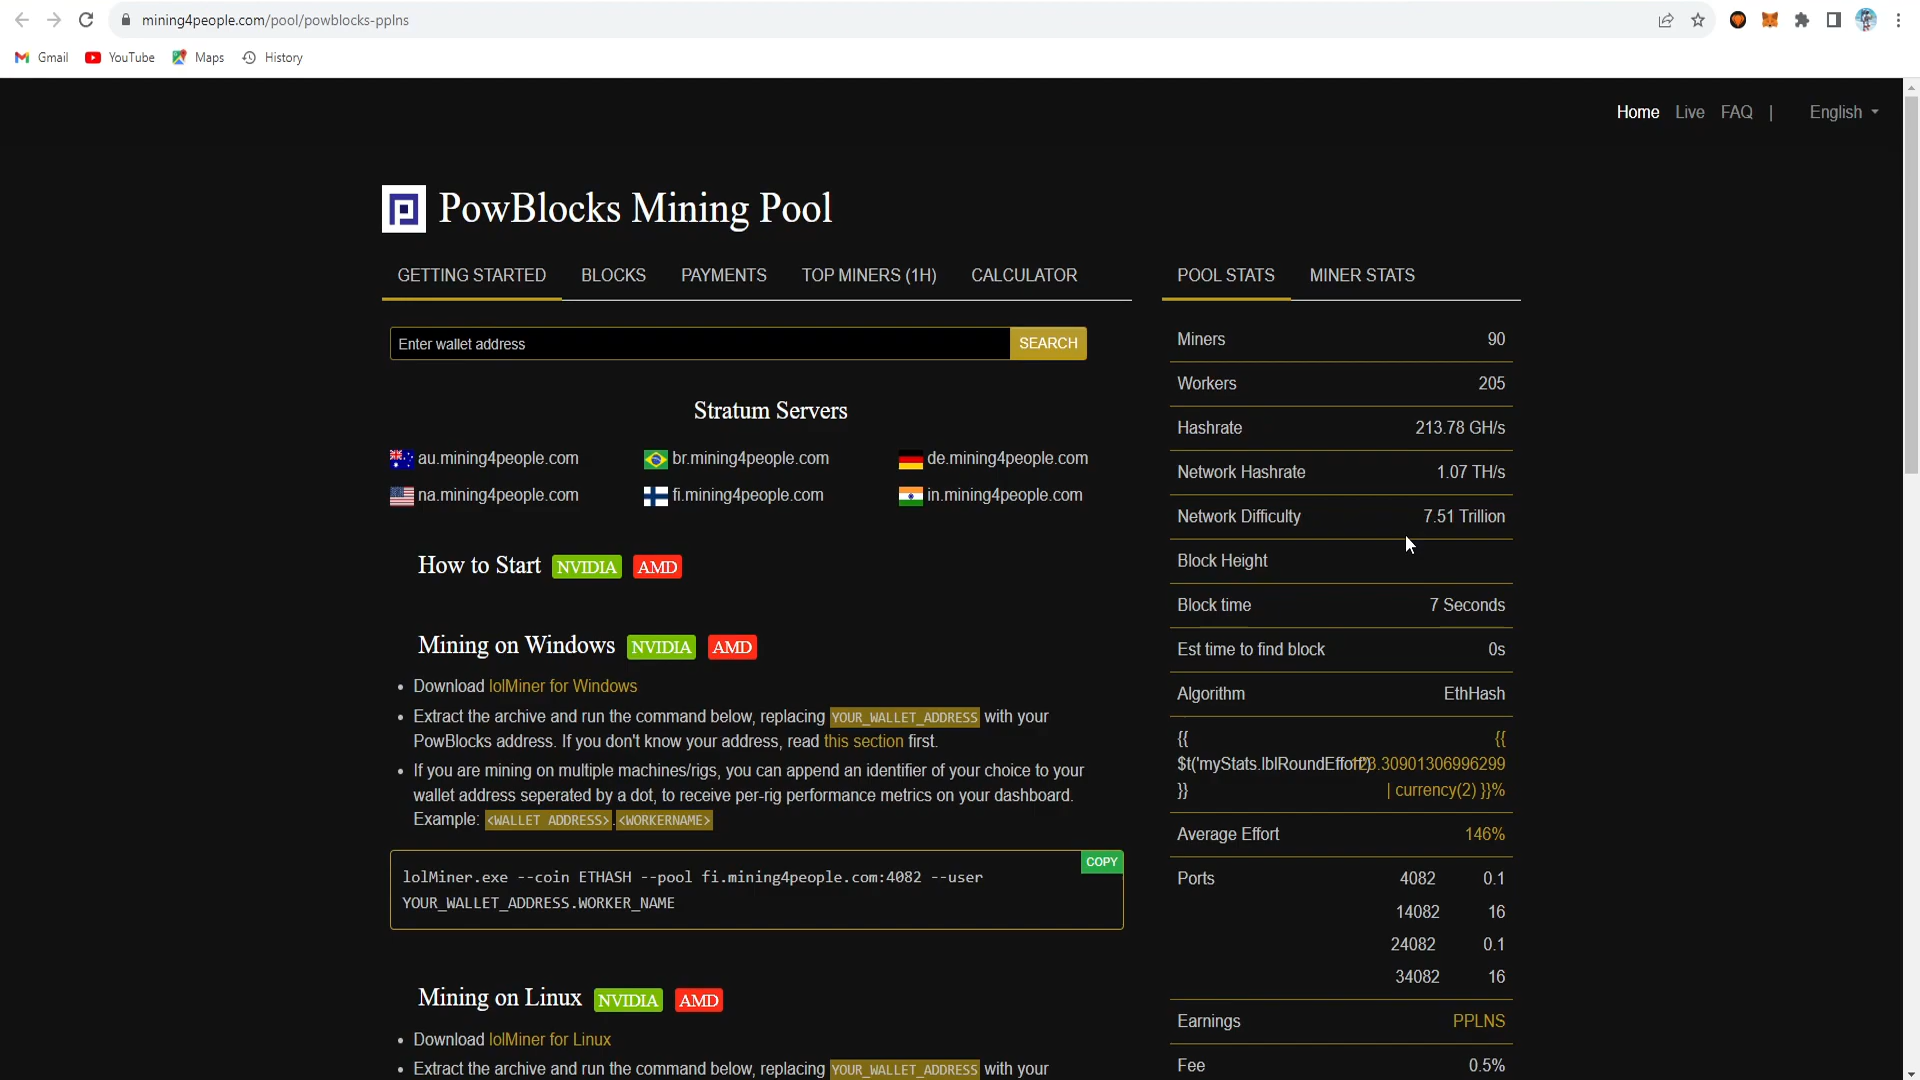 mining4people.com/pool/powblocks-pplns
Gmail YouTube Maps History
Home Live FAQ | English
PowBlocks Mining Pool
GETTING STARTED BLOCKS PAYMENTS TOP MINERS (1H) CALCULATOR
Enter wallet address SEARCH
Stratum Servers
au.mining4people.com br.mining4people.com de.mining4people.com
na.mining4people.com fi.mining4people.com in.mining4people.com
How to Start NVIDIA AMD
Mining on Windows NVIDIA AMD
• Download lolMiner for Windows
• Extract the archive and run the command below, replacing YOUR_WALLET_ADDRESS with your
PowBlocks address. If you don't know your address, read this section first.
• If you are mining on multiple machines/rigs, you can append an identifier of your choice to your
wallet address seperated by a dot, to receive per-rig performance metrics on your dashboard.
Example: <WALLET ADDRESS>.<WORKERNAME>
COPY
lolMiner.exe --coin ETHASH --pool fi.mining4people.com:4082 --user
YOUR_WALLET_ADDRESS.WORKER_NAME
Mining on Linux NVIDIA AMD
• Download lolMiner for Linux
• Extract the archive and run the command below, replacing YOUR_WALLET_ADDRESS with your
POOL STATS MINER STATS
Miners 90
Workers 205
Hashrate 213.78 GH/s
Network Hashrate 1.07 TH/s
Network Difficulty 7.51 Trillion
Block Height
Block time 7 Seconds
Est time to find block 0s
Algorithm EthHash
{{ {{
$t('myStats.lblRoundEffort') .30901306996299
}} | currency(2) }}%
Average Effort 146%
Ports 4082 0.1
14082 16
24082 0.1
34082 16
Earnings PPLNS
Fee 0.5%